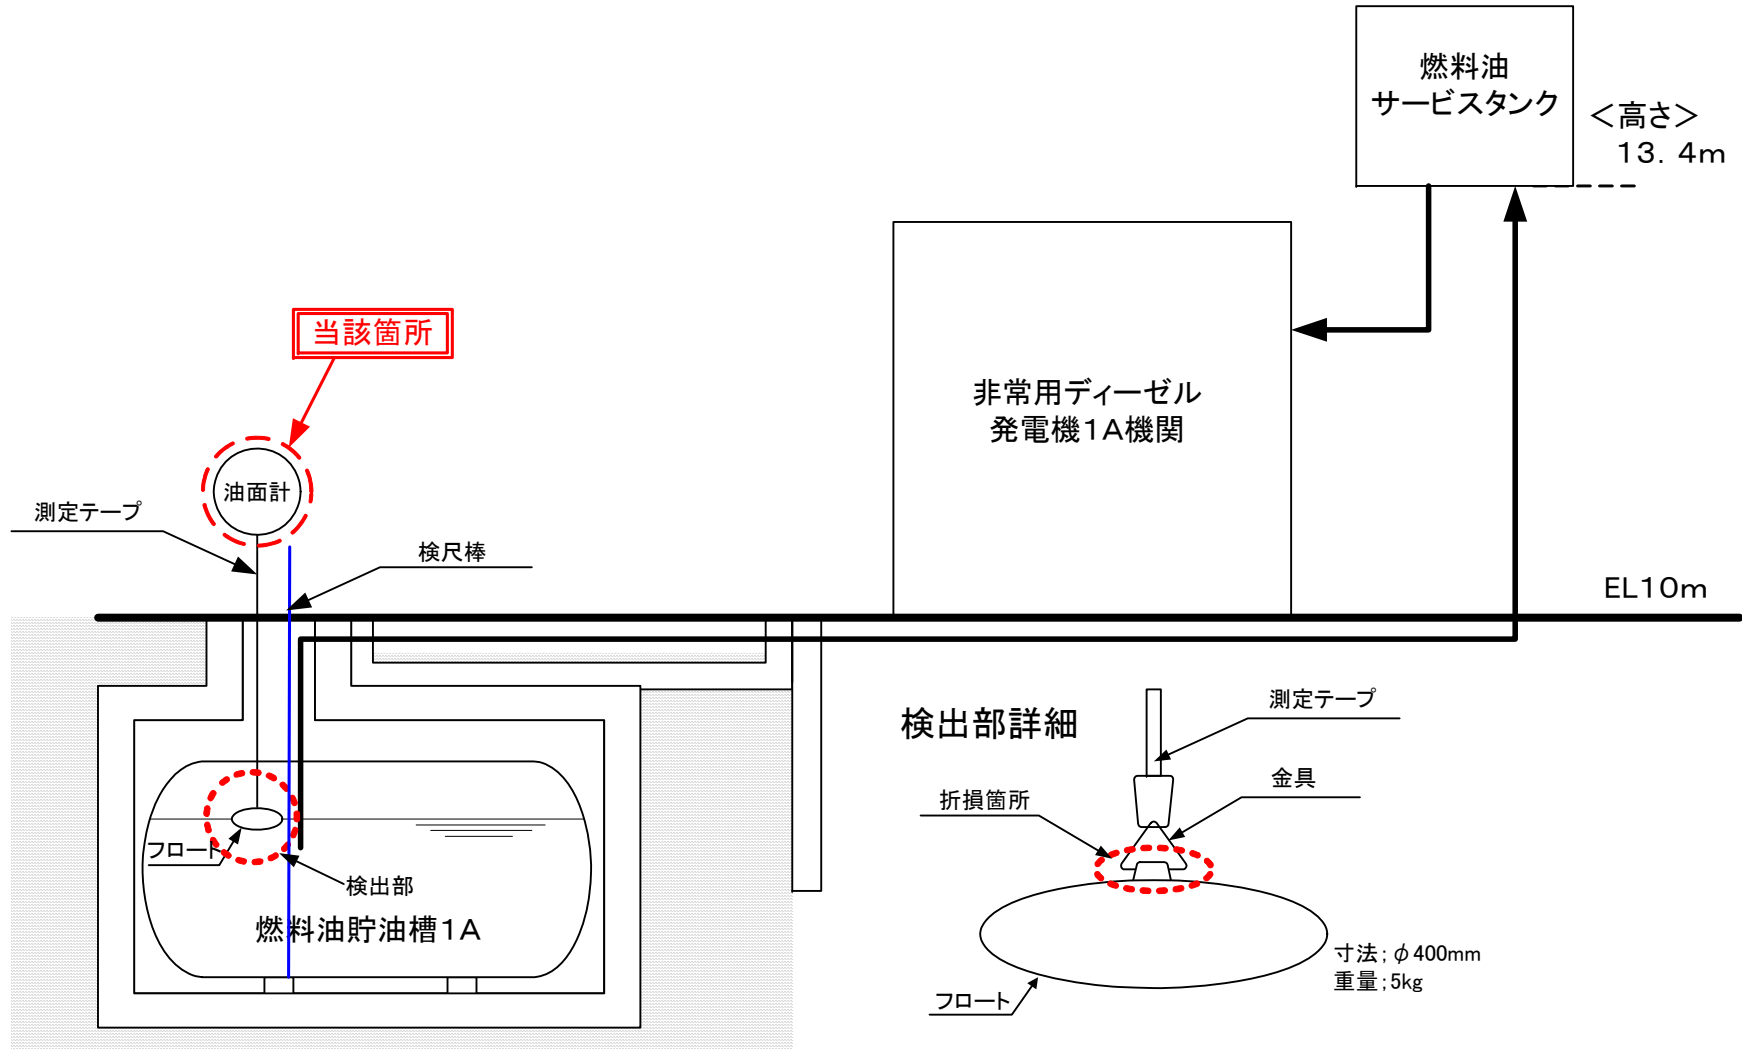 燃料油
サービスタンク
＜高さ＞
13.4m
当該箇所
非常用ディーゼル
発電機1A機関
油面計
測定テープ
検尺棒
EL10m
フロート
検出部
燃料油貯油槽1A
検出部詳細
測定テープ
金具
折損箇所
寸法；φ400mm
重量；5kg
フロート